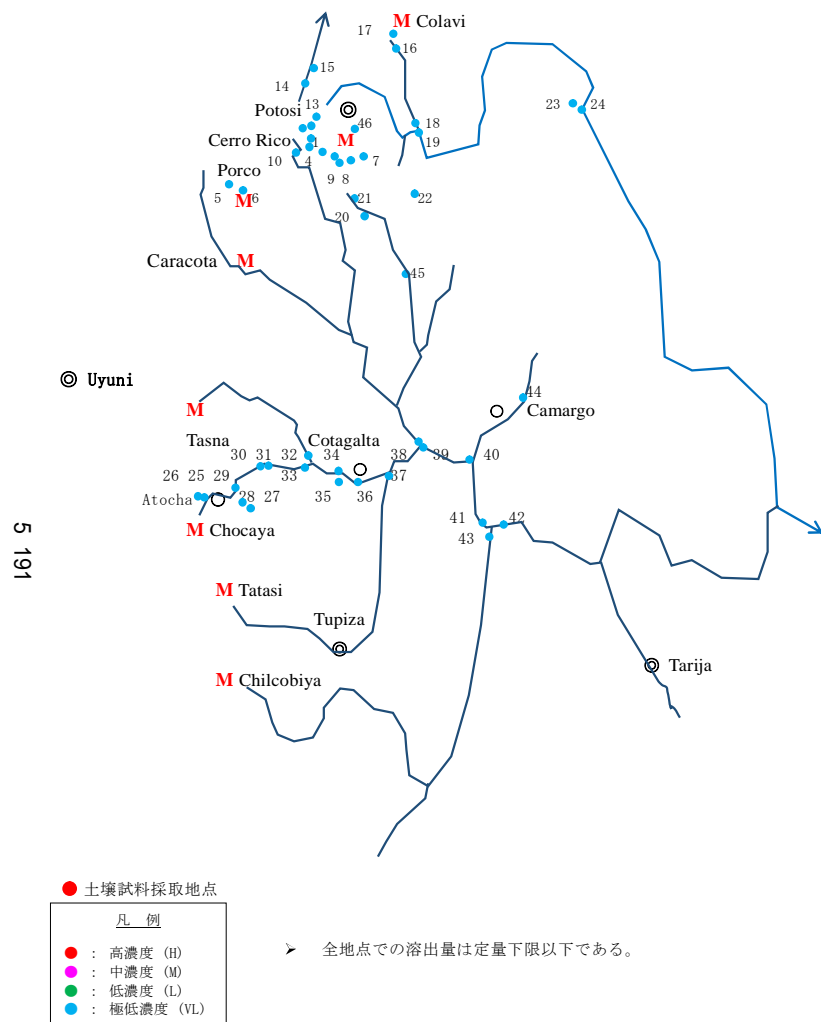 17 M Colavi
16
15
14
13
Potosi
46
18
23 24
Cerro Rico 1 M
19
10 4 7
Porco 9 8
5 6
M
21 22
20
Caracota M
45
Uyuni
44
M
Camargo
Tasna Cotagalta
30 31 32 34 38 39 40
33 37
26 25 29
35 36
Atocha 28 27
M Chocaya
41 42
43
5 191
M Tatasi
Tupiza
Tarija
M Chilcobiya
土壌試料採取地点
凡 例
: 高濃度 (H)
: 中濃度 (M)
: 低濃度 (L)
: 極低濃度 (VL)
➢ 全地点での溶出量は定量下限以下である。